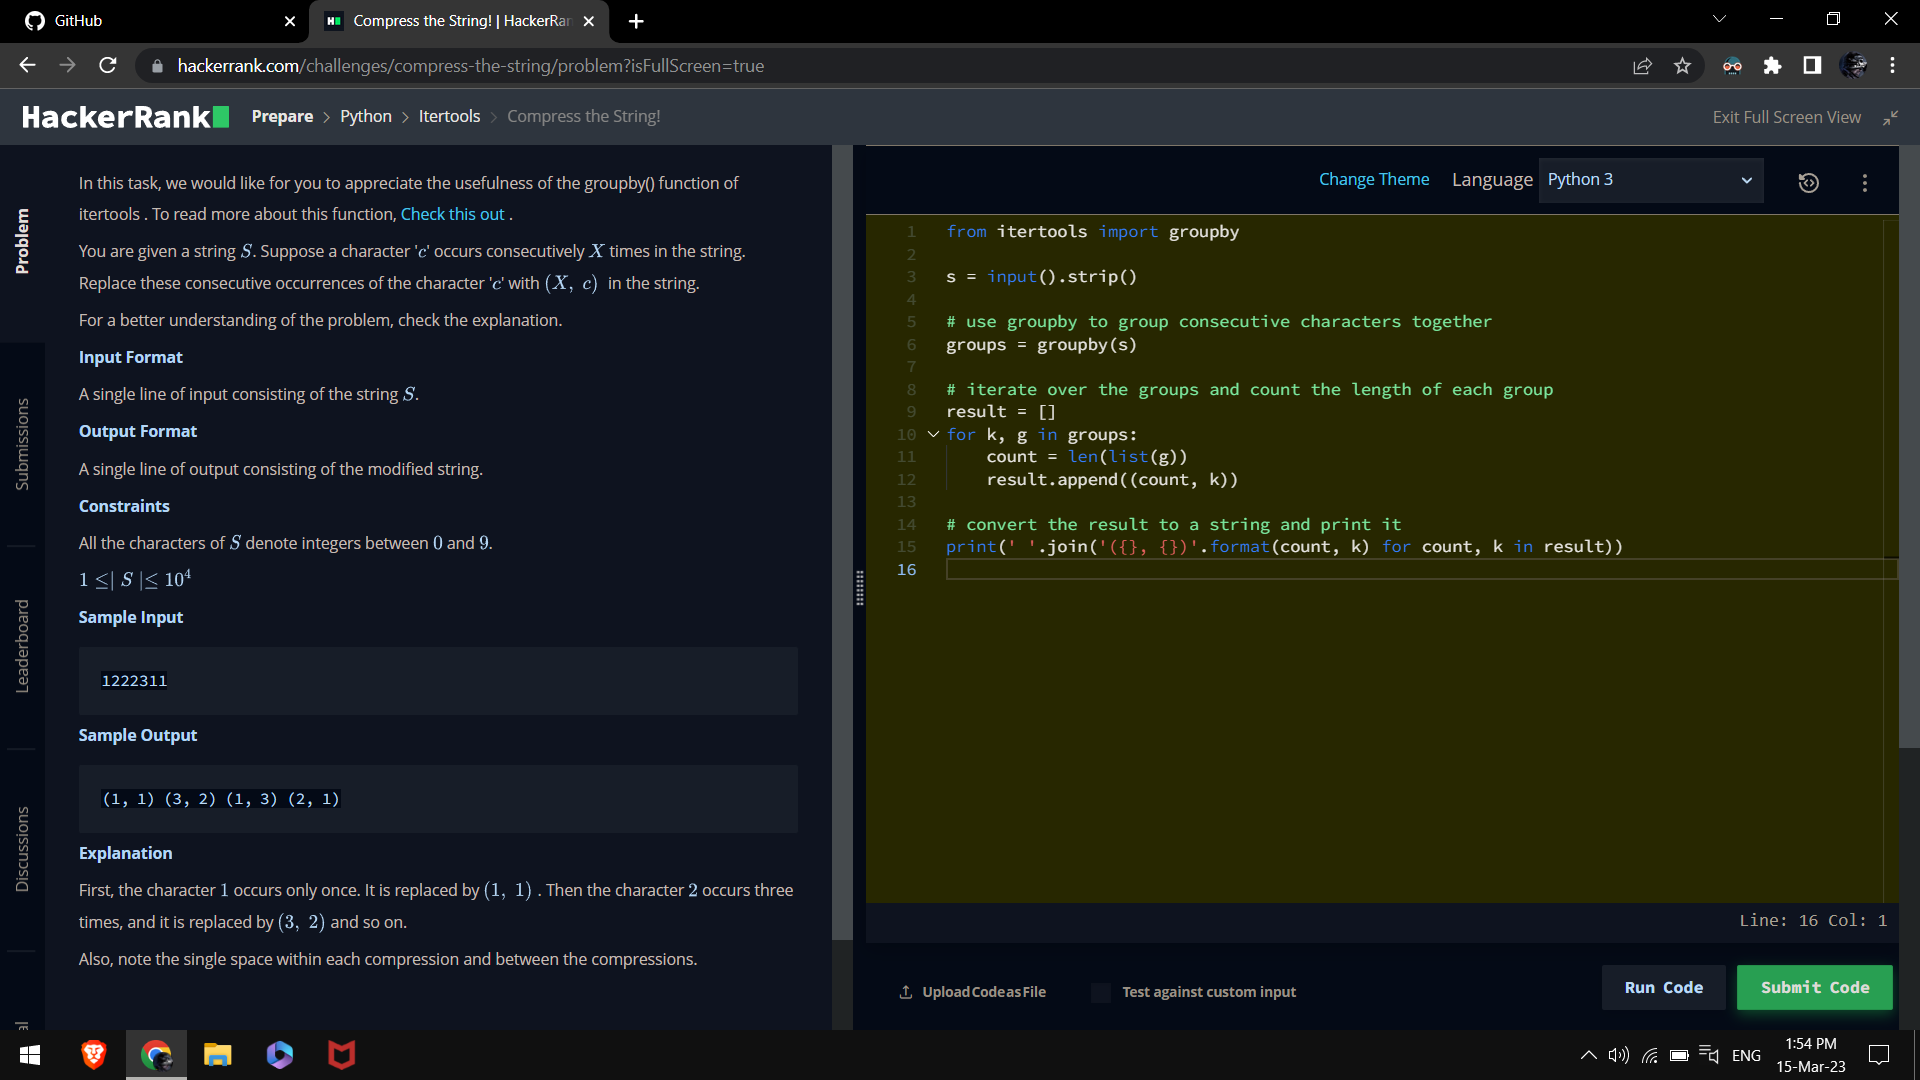 GitHub
Compress the String! | HackerRan
hackerrank.com/challenges/compress-the-string/problem?isFullScreen=true
HackerRank
Prepare > Python > Itertools > Compress the String!
Exit Full Screen View
Problem
Submissions
Leaderboard
Discussions
In this task, we would like for you to appreciate the usefulness of the groupby() function of
itertools . To read more about this function, Check this out .
You are given a string S. Suppose a character 'c' occurs consecutively X times in the string.
Replace these consecutive occurrences of the character 'c' with (X, c) in the string.
For a better understanding of the problem, check the explanation.
Input Format
A single line of input consisting of the string S.
Output Format
A single line of output consisting of the modified string.
Constraints
All the characters of S denote integers between 0 and 9.
1 ≤| S |≤ 10⁴
Sample Input
1222311
Sample Output
(1, 1) (3, 2) (1, 3) (2, 1)
Explanation
First, the character 1 occurs only once. It is replaced by (1, 1) . Then the character 2 occurs three
times, and it is replaced by (3, 2) and so on.
Also, note the single space within each compression and between the compressions.
Change Theme
Language
Python 3
1 from itertools import groupby
2
3 s = input().strip()
4
5 # use groupby to group consecutive characters together
6 groups = groupby(s)
7
8 # iterate over the groups and count the length of each group
9 result = []
10 for k, g in groups:
11     count = len(list(g))
12     result.append((count, k))
13
14 # convert the result to a string and print it
15 print(' '.join('({}, {})'.format(count, k) for count, k in result))
16
Line: 16 Col: 1
Upload Code as File
Test against custom input
Run Code
Submit Code
ENG
1:54 PM
15-Mar-23